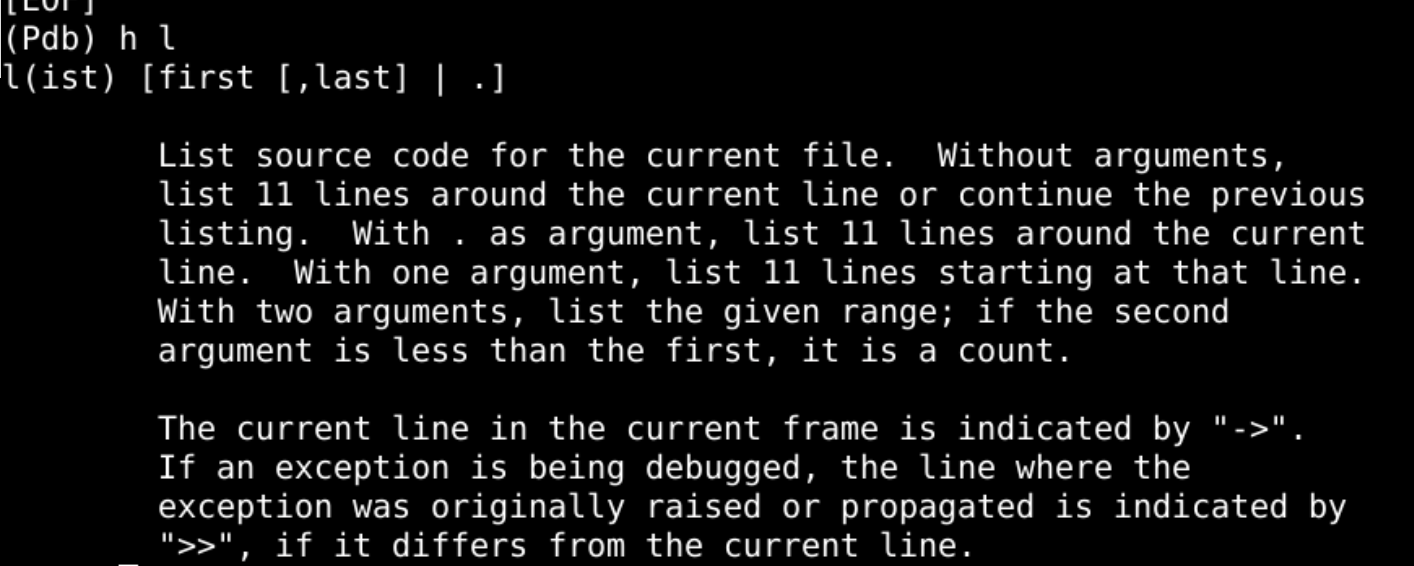 [EOF]
(Pdb) h l
l(ist) [first [,last] | .]
List source code for the current file.  Without arguments,
list 11 lines around the current line or continue the previous
listing.  With . as argument, list 11 lines around the current
line.  With one argument, list 11 lines starting at that line.
With two arguments, list the given range; if the second
argument is less than the first, it is a count.
The current line in the current frame is indicated by "->".
If an exception is being debugged, the line where the
exception was originally raised or propagated is indicated by
">>", if it differs from the current line.